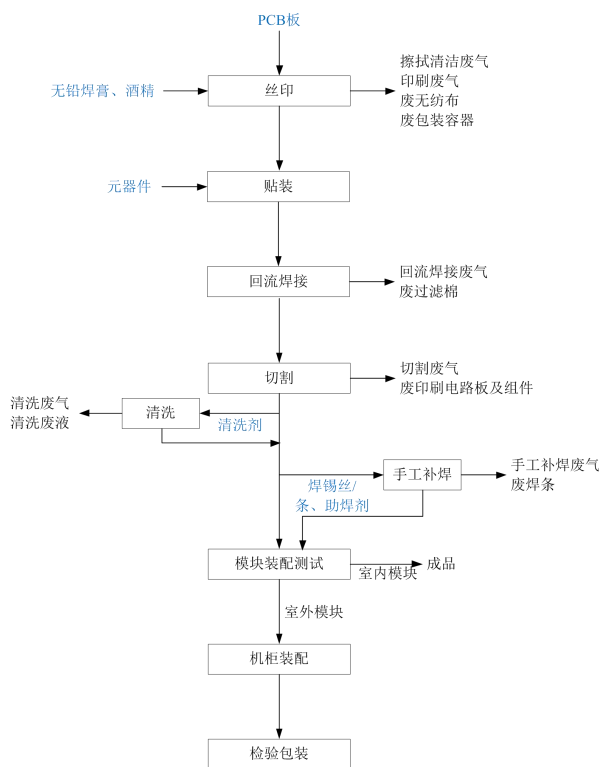 PCB板
无铅焊膏、酒精
丝印
擦拭清洁废气
印刷废气
废无纺布
废包装容器
元器件
贴装
回流焊接
回流焊接废气
废过滤棉
切割
切割废气
废印刷电路板及组件
清洗废气
清洗废液
清洗
清洗剂
焊锡丝/
条、助焊剂
手工补焊
手工补焊废气
废焊条
模块装配测试
室内模块
成品
室外模块
机柜装配
检验包装